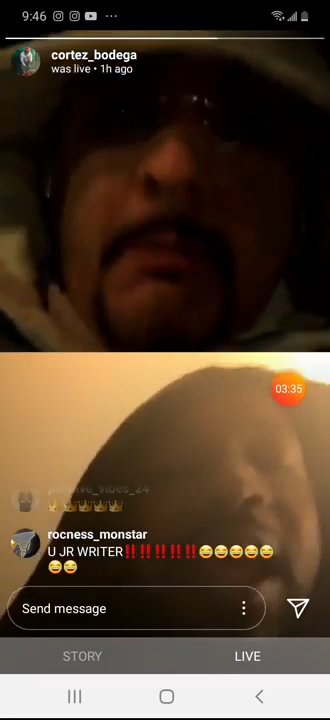 9:46
cortez_bodega
was live • 1h ago
03:35
rocness_monstar
U JR WRITER‼️‼️‼️‼️‼️😂😂😂😂😂
😂😂
Send message
STORY
LIVE